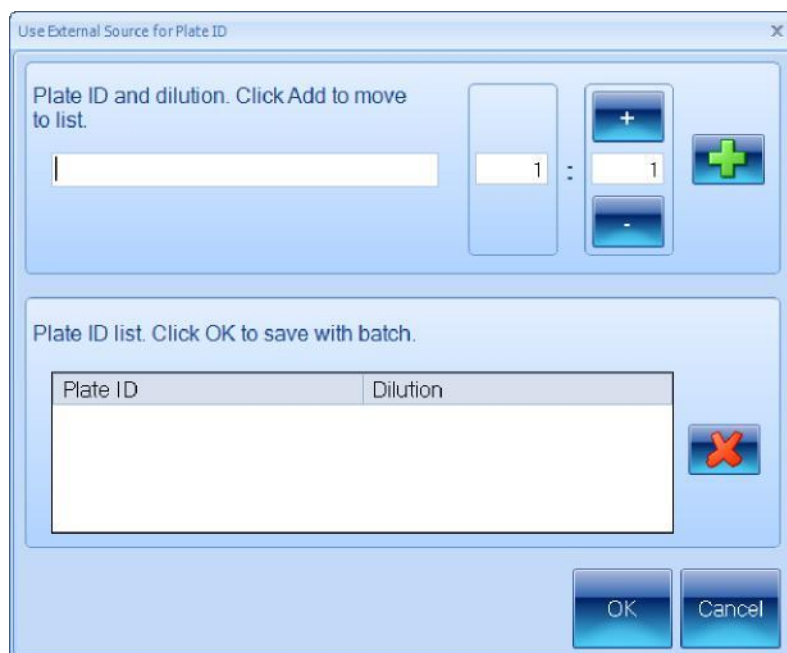 Use External Source for Plate ID
x
Plate ID and dilution. Click Add to move
to list.
+
1 : 1
-
Plate ID list. Click OK to save with batch.
Plate ID Dilution
OK Cancel